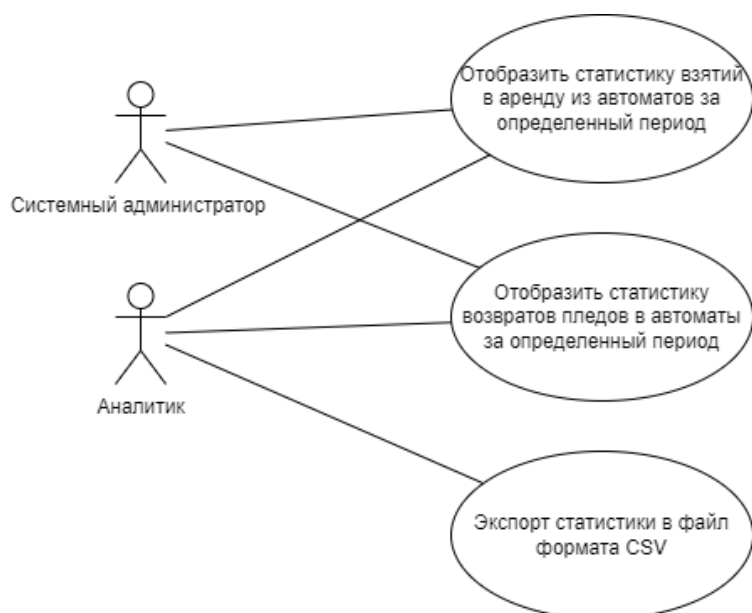 Отобразить статистику взятий
в аренду из автоматов за
определенный период
Системный администратор
Отобразить статистику
возвратов пледов в автоматы
за определенный период
Аналитик
Экспорт статистики в файл
формата CSV